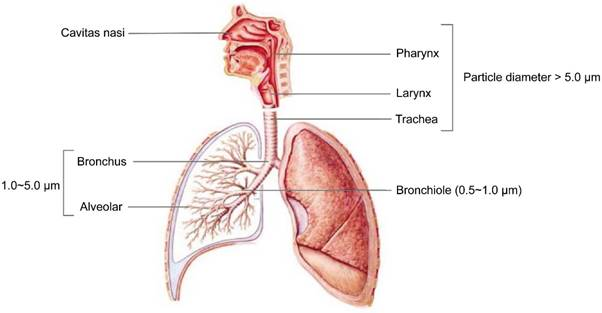 Cavitas nasi
Pharynx
Particle diameter > 5.0 μm
Larynx
Trachea
Bronchus
1.0~5.0 μm
Bronchiole (0.5~1.0 μm)
Alveolar